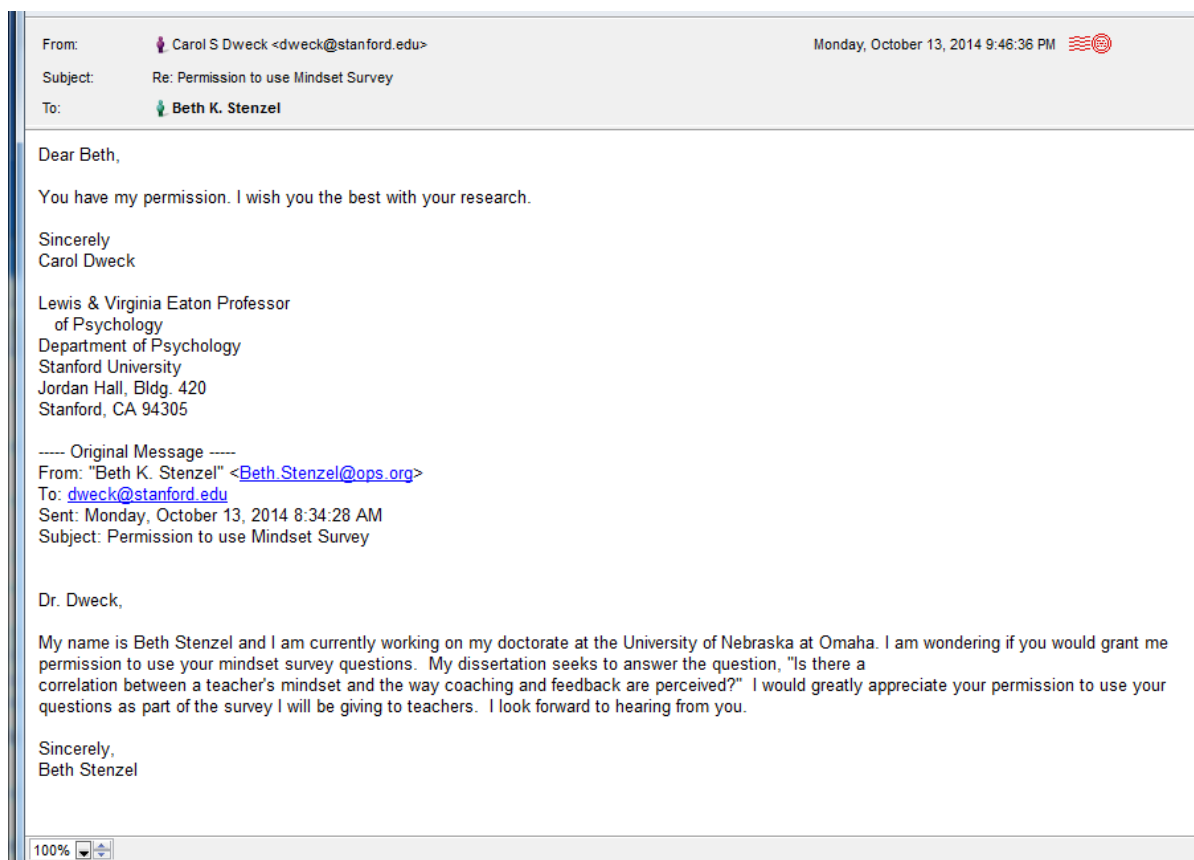 From: Carol S Dweck <dweck@stanford.edu> Monday, October 13, 2014 9:46:36 PM
Subject: Re: Permission to use Mindset Survey
To: Beth K. Stenzel
Dear Beth,
You have my permission. I wish you the best with your research.
Sincerely
Carol Dweck
Lewis & Virginia Eaton Professor
of Psychology
Department of Psychology
Stanford University
Jordan Hall, Bldg. 420
Stanford, CA 94305
----- Original Message -----
From: "Beth K. Stenzel" <Beth.Stenzel@ops.org>
To: dweck@stanford.edu
Sent: Monday, October 13, 2014 8:34:28 AM
Subject: Permission to use Mindset Survey
Dr. Dweck,
My name is Beth Stenzel and I am currently working on my doctorate at the University of Nebraska at Omaha. I am wondering if you would grant me
permission to use your mindset survey questions.  My dissertation seeks to answer the question, "Is there a
correlation between a teacher's mindset and the way coaching and feedback are perceived?"  I would greatly appreciate your permission to use your
questions as part of the survey I will be giving to teachers.  I look forward to hearing from you.
Sincerely,
Beth Stenzel
100%